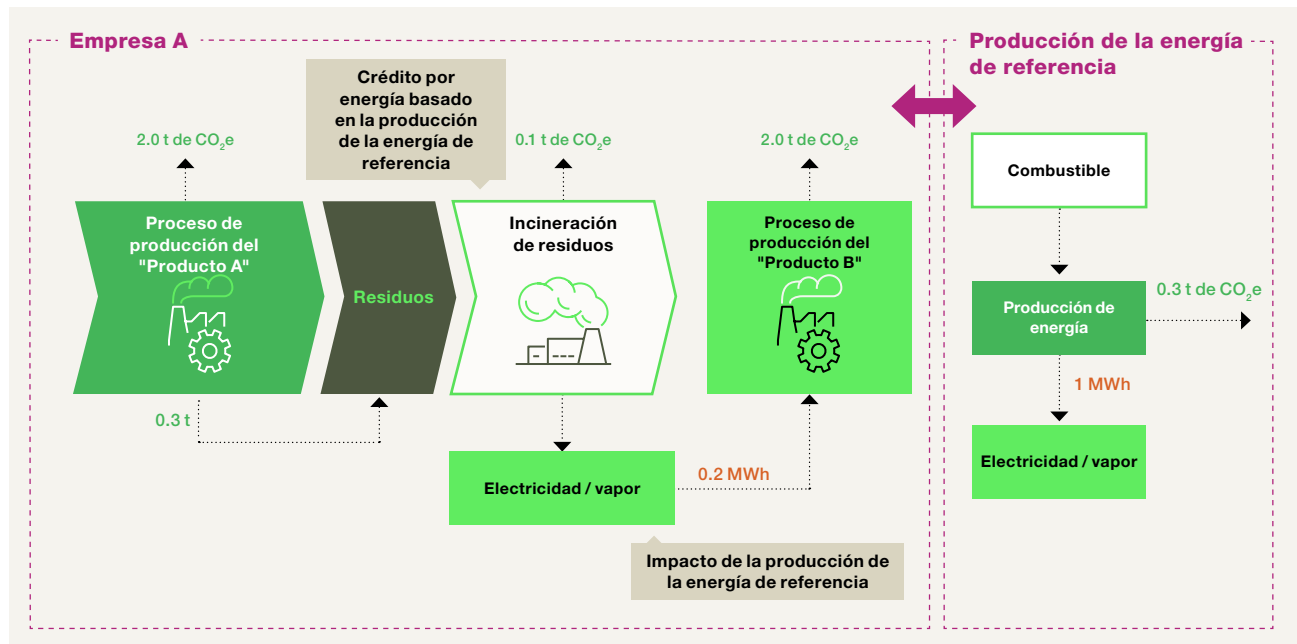 Empresa A
Producción de la energía
de referencia
Crédito por
energía basado
en la producción
de la energía de
referencia
2.0 t de CO₂e
0.1 t de CO₂e
2.0 t de CO₂e
Proceso de
producción del
"Producto A"
Residuos
Incineración
de residuos
Proceso de
producción del
"Producto B"
0.3 t
Electricidad / vapor
0.2 MWh
Impacto de la producción de
la energía de referencia
Combustible
Producción de
energía
0.3 t de CO₂e
1 MWh
Electricidad / vapor